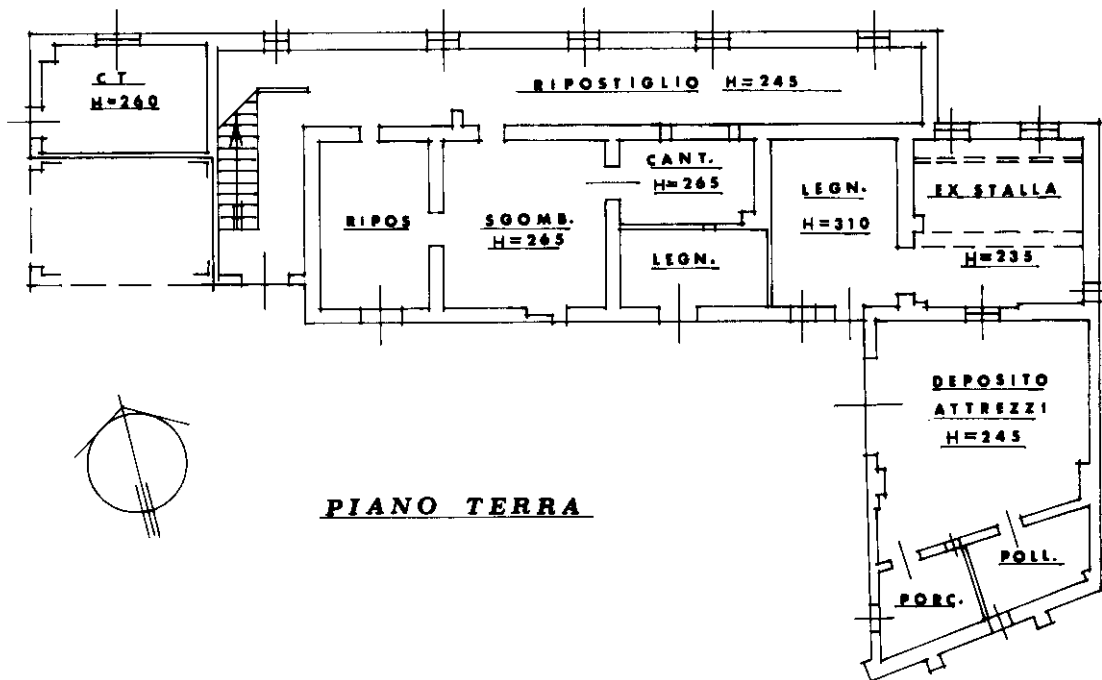 C T
H=260
RIPOSTIGLIO H=245
RIPOS
SGOMB.
H=265
CANT.
H=265
LEGN.
LEGN.
H=310
EX STALLA
H=235
DEPOSITO
ATTREZZI
H=245
POLL.
PORC.
PIANO TERRA